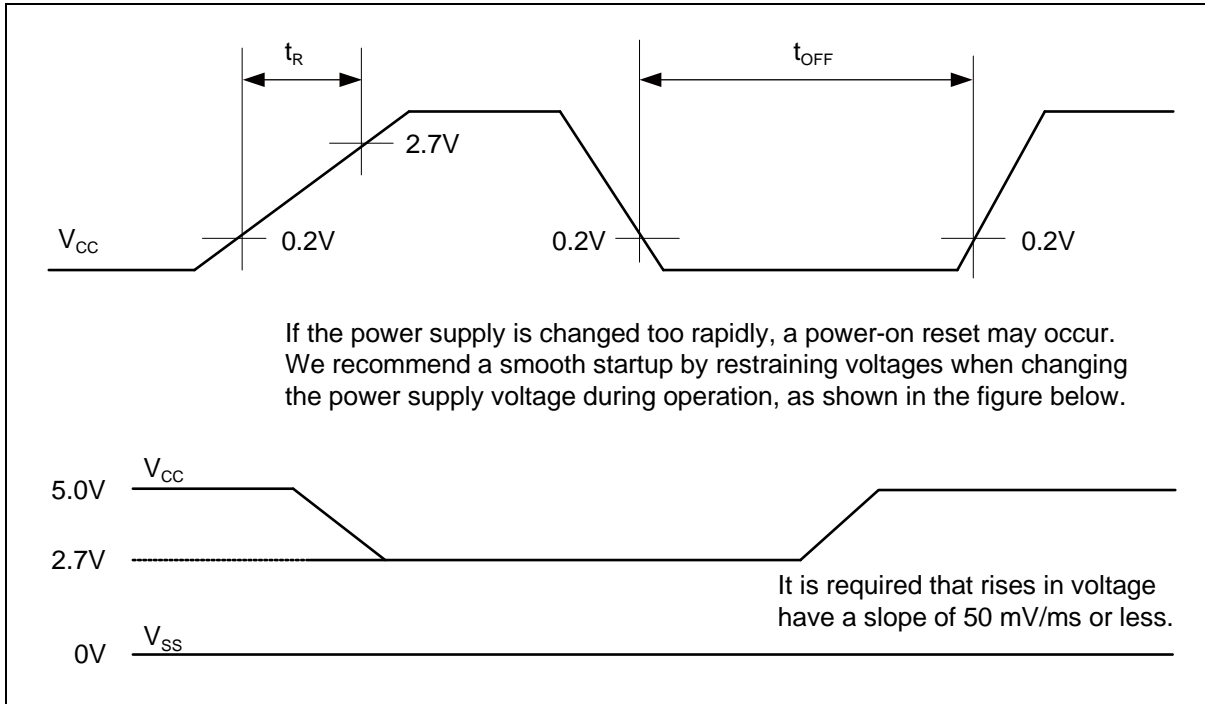 tR
tOFF
2.7V
VCC
0.2V
0.2V
0.2V
If the power supply is changed too rapidly, a power-on reset may occur.
We recommend a smooth startup by restraining voltages when changing
the power supply voltage during operation, as shown in the figure below.
VCC
5.0V
2.7V
It is required that rises in voltage
have a slope of 50 mV/ms or less.
VSS
0V